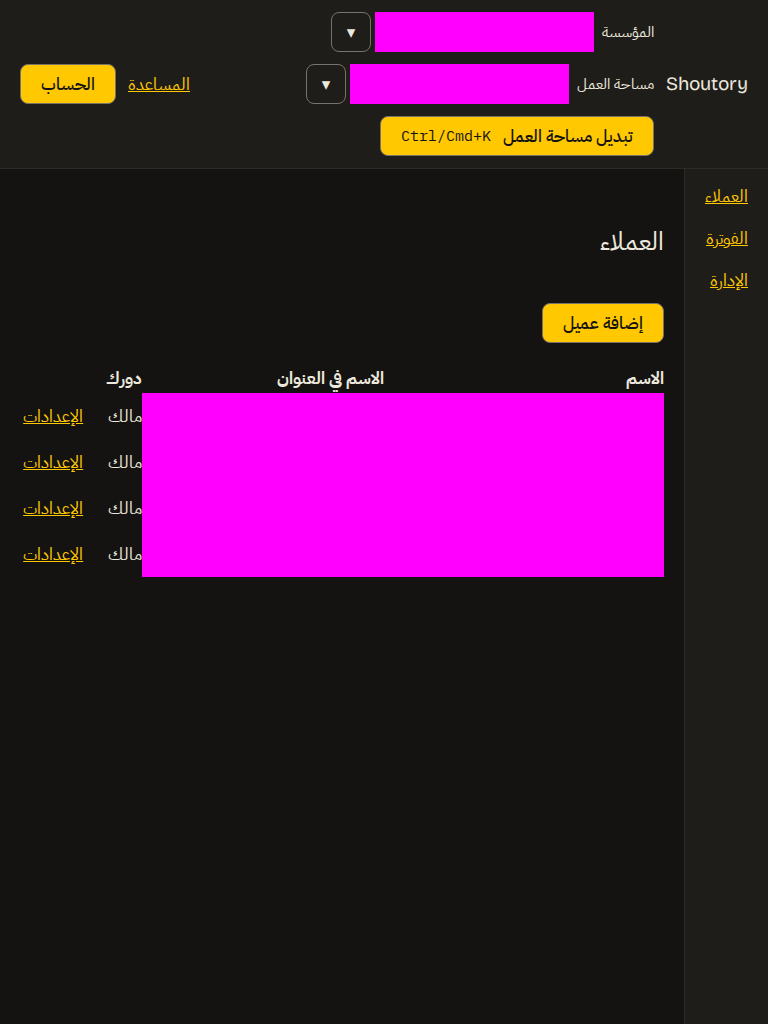 المؤسسة
▼
Shoutory
مساحة العمل
▼
المساعدة
الحساب
تبديل مساحة العمل Ctrl/Cmd+K
العملاء
الفوترة
الإدارة
العملاء
إضافة عميل
الاسم الاسم في العنوان دورك
مالك الإعدادات
مالك الإعدادات
مالك الإعدادات
مالك الإعدادات